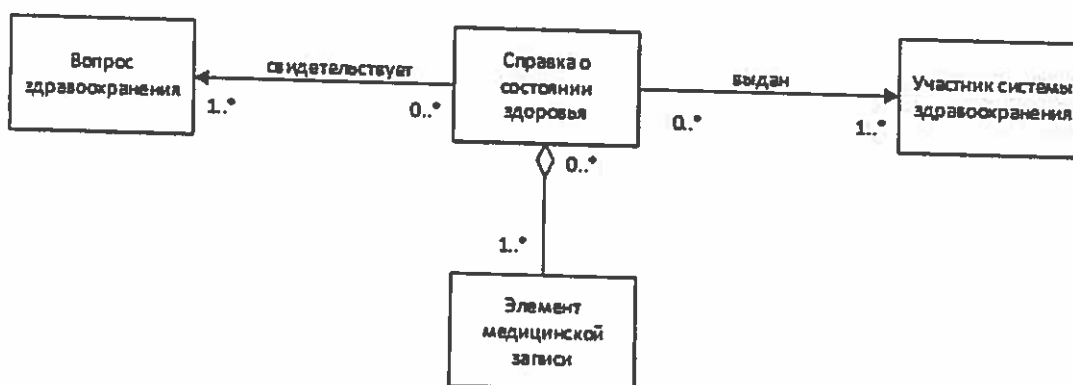 Вопрос
здравоохранения
свидетельствует
1..*
0..*
Справка о
состоянии
здоровья
выдан
0..*
1..*
Участник системы
здравоохранения
0..*
1..*
Элемент
медицинской
записи